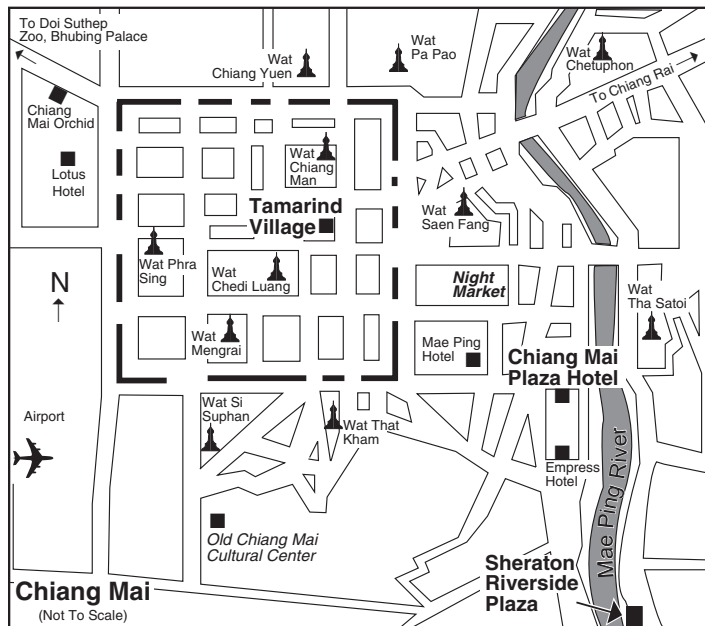 To Doi Suthep
Zoo, Bhubing Palace
Wat
Chiang Yuen
Wat
Pa Pao
Wat
Chetuphon
To Chiang Rai
Chiang
Mai Orchid
Lotus
Hotel
Wat
Chiang
Man
Tamarind
Village
Wat
Saen Fang
Wat Phra
Sing
Wat
Chedi Luang
Night
Market
Wat
Tha Satoi
N
Wat
Mengrai
Mae Ping
Hotel
Chiang Mai
Plaza Hotel
Airport
Wat Si
Suphan
Wat That
Kham
Empress
Hotel
Mae Ping River
Old Chiang Mai
Cultural Center
Sheraton
Riverside
Plaza
Chiang Mai
(Not To Scale)